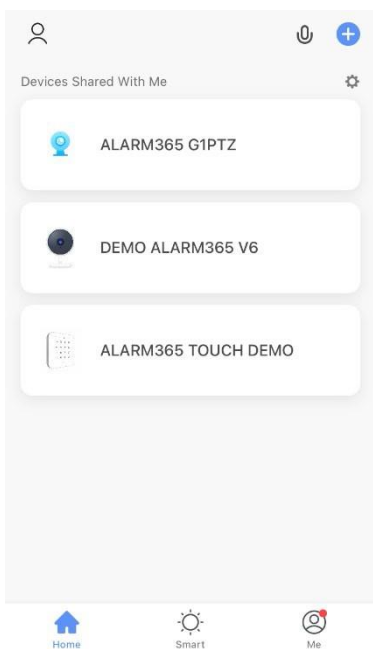 Devices Shared With Me
ALARM365 G1PTZ
DEMO ALARM365 V6
ALARM365 TOUCH DEMO
Home
Smart
Me